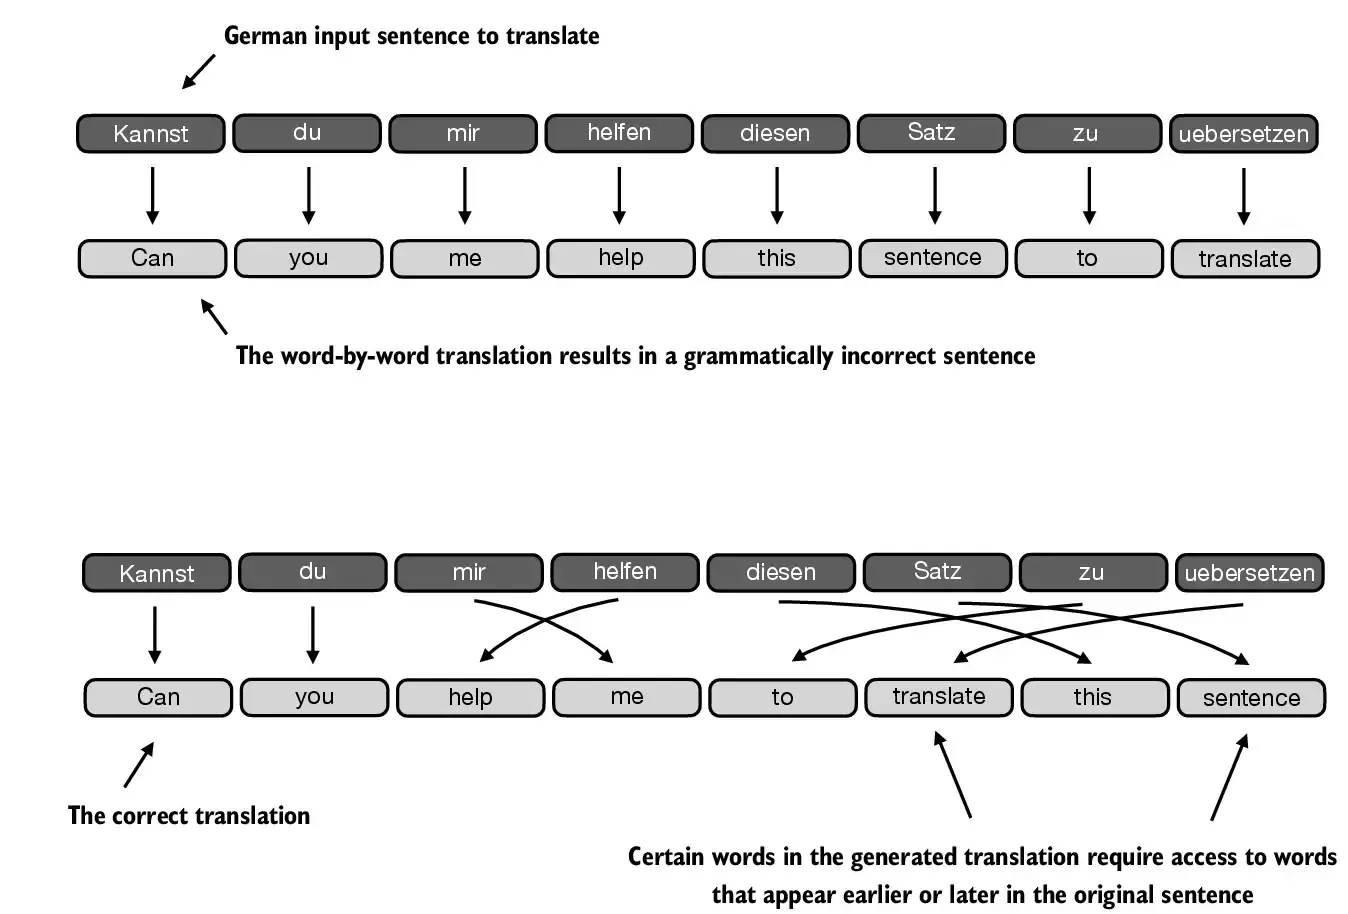 German input sentence to translate
Kannst du mir helfen diesen Satz zu uebersetzen
Can you me help this sentence to translate
The word-by-word translation results in a grammatically incorrect sentence
Kannst du mir helfen diesen Satz zu uebersetzen
Can you help me to translate this sentence
The correct translation
Certain words in the generated translation require access to words
that appear earlier or later in the original sentence